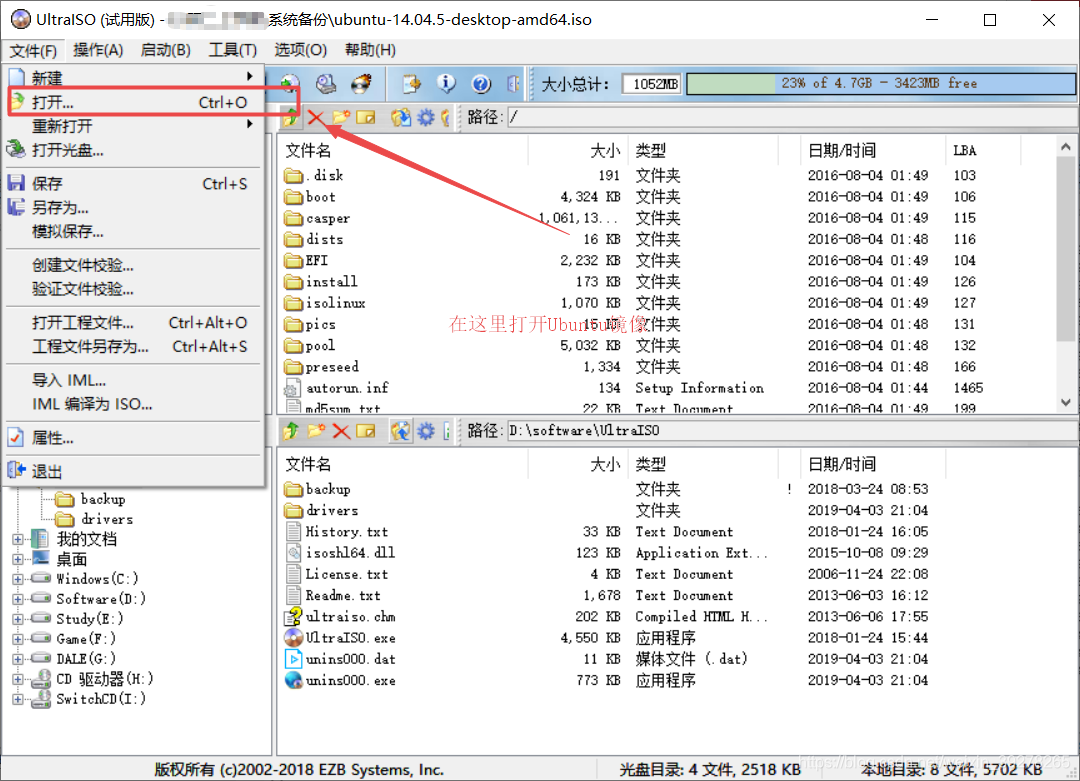 UltraISO (试用版) - 系统备份\ubuntu-14.04.5-desktop-amd64.iso
文件(F) 操作(A) 启动(B) 工具(T) 选项(O) 帮助(H)
新建
打开... Ctrl+O
重新打开
打开光盘...
保存 Ctrl+S
另存为...
模拟保存...
创建文件校验...
验证文件校验...
打开工程文件... Ctrl+Alt+O
工程文件另存为... Ctrl+Alt+S
导入 IML...
IML 编译为 ISO...
属性...
退出
大小总计: 1052MB 23% of 4.7GB - 3423MB free
路径: /
文件名 大小 类型 日期/时间 LBA
.disk 191 文件夹 2016-08-04 01:49 103
boot 4,324 KB 文件夹 2016-08-04 01:49 106
casper 1,061,13... 文件夹 2016-08-04 01:49 115
dists 16 KB 文件夹 2016-08-04 01:48 116
EFI 2,232 KB 文件夹 2016-08-04 01:49 104
install 173 KB 文件夹 2016-08-04 01:49 126
isolinux 1,070 KB 文件夹 2016-08-04 01:49 127
pics 15 KB 文件夹 2016-08-04 01:48 131
在这里打开Ubuntu镜像
pool 5,032 KB 文件夹 2016-08-04 01:48 132
preseed 1,334 文件夹 2016-08-04 01:48 166
autorun.inf 134 Setup Information 2016-08-04 01:44 1465
md5sum.txt 22 KB Text Document 2016-08-04 01:49 199
路径: D:\software\UltraISO
文件名 大小 类型 日期/时间
backup 文件夹 ! 2018-03-24 08:53
drivers 文件夹 2019-04-03 21:04
History.txt 33 KB Text Document 2018-01-24 16:05
isoshl64.dll 123 KB Application Ext... 2015-10-08 09:29
License.txt 4 KB Text Document 2006-11-24 22:08
Readme.txt 1,678 Text Document 2013-06-03 16:12
ultraiso.chm 202 KB Compiled HTML H... 2013-06-06 17:55
UltraISO.exe 4,550 KB 应用程序 2018-01-24 15:44
unins000.dat 11 KB 媒体文件 (.dat) 2019-04-03 21:04
unins000.exe 773 KB 应用程序 2019-04-03 21:04
backup
drivers
我的文档
桌面
Windows(C:)
Software(D:)
Study(E:)
Game(F:)
DALE(G:)
CD 驱动器(H:)
SwitchCD(I:)
版权所有 (c)2002-2018 EZB Systems, Inc. 光盘目录: 4 文件, 2518 KB 本地目录: 8 文件, 5702 KB